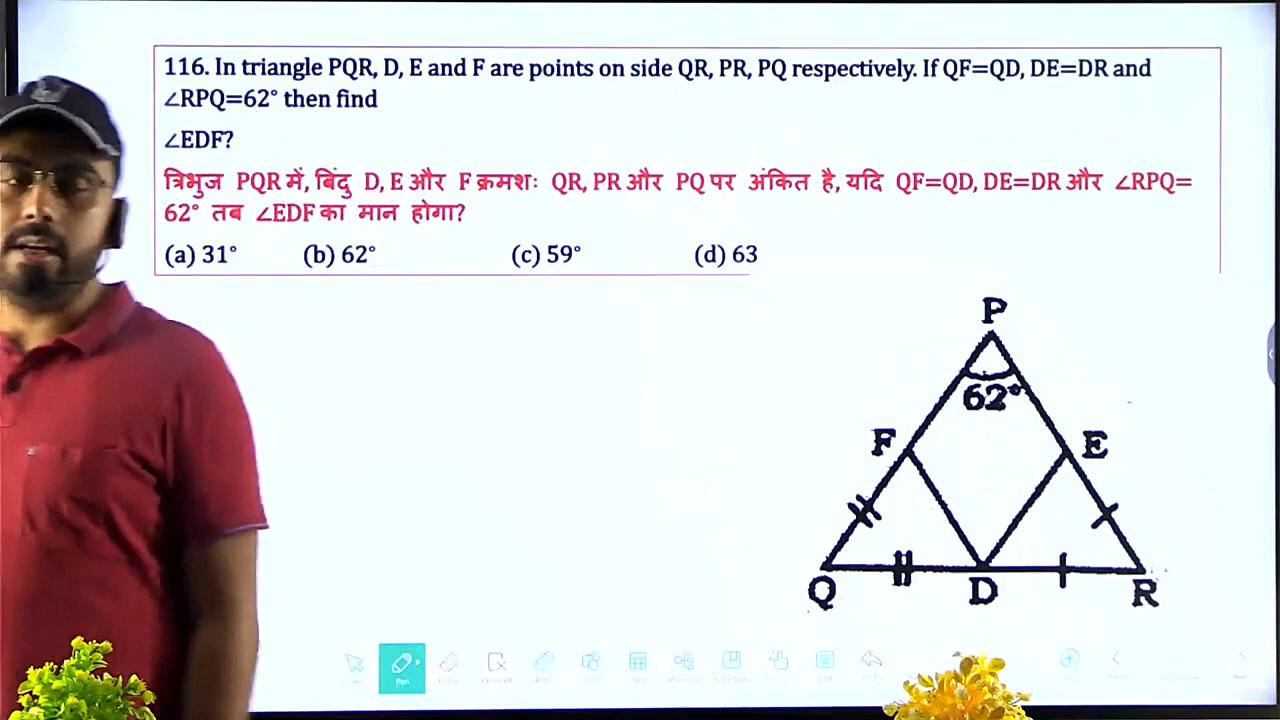 116. In triangle PQR, D, E and F are points on side QR, PR, PQ respectively. If QF=QD, DE=DR and
∠RPQ=62° then find
∠EDF?
त्रिभुज PQR में, बिंदु D, E और F क्रमशः QR, PR और PQ पर अंकित है, यदि QF=QD, DE=DR और ∠RPQ=
62° तब ∠EDF का मान होगा?
(a) 31° (b) 62° (c) 59° (d) 63
P
62°
F E
Q D R
Pen